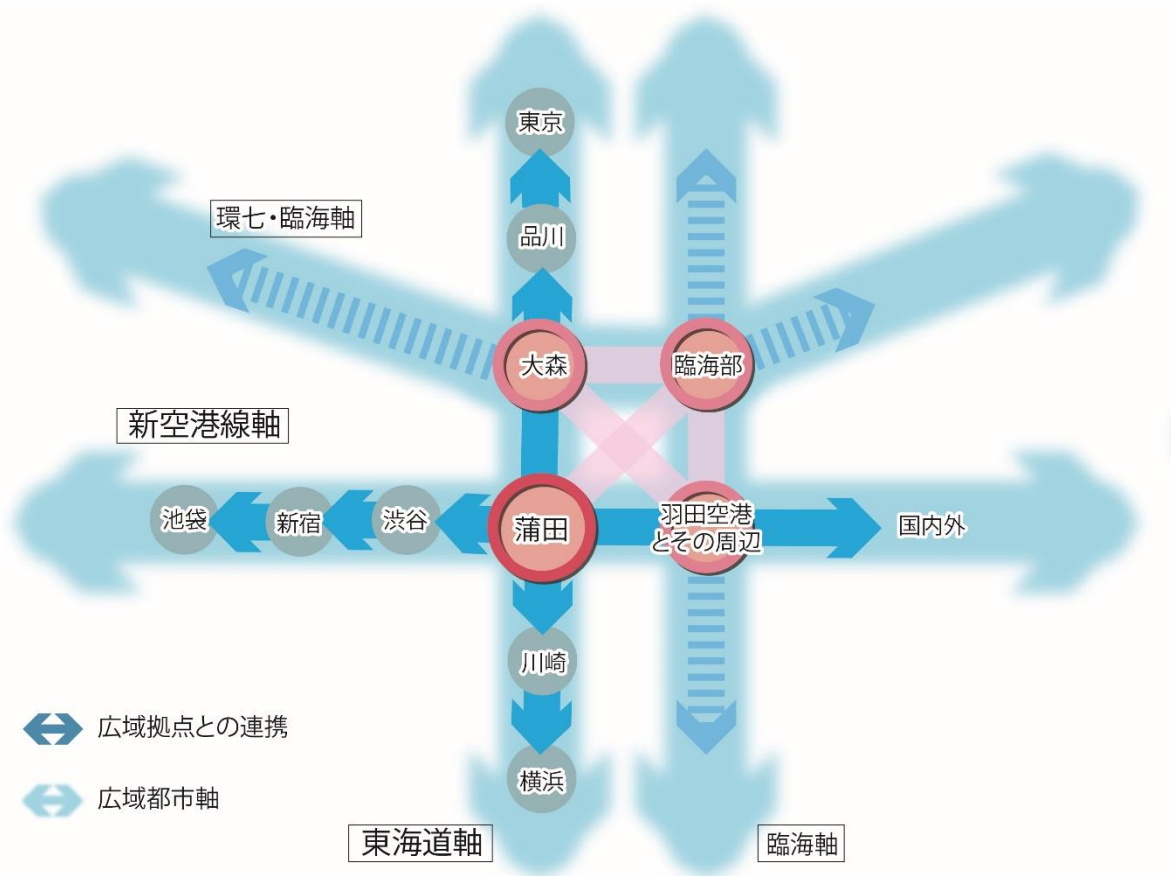 東京
環七・臨海軸
品川
大森
臨海部
新空港線軸
池袋
新宿
渋谷
蒲田
羽田空港
とその周辺
国内外
川崎
広域拠点との連携
横浜
広域都市軸
東海道軸
臨海軸